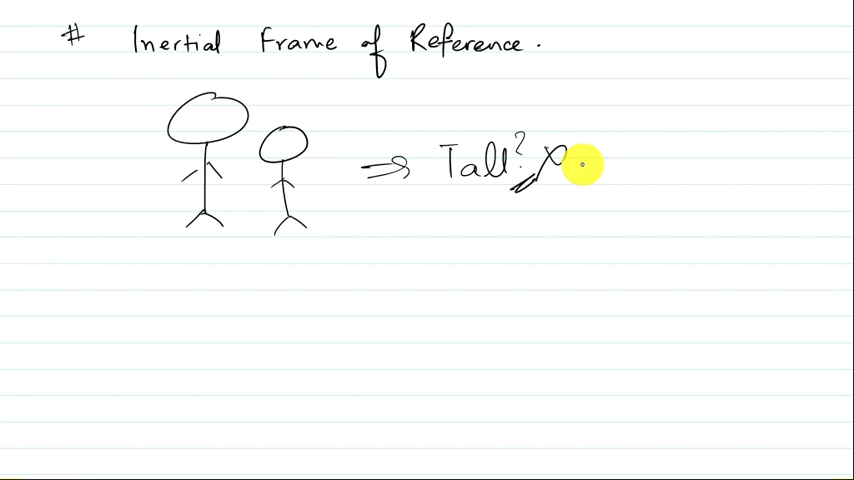 # Inertial Frame of Reference.
⇒ Tall?